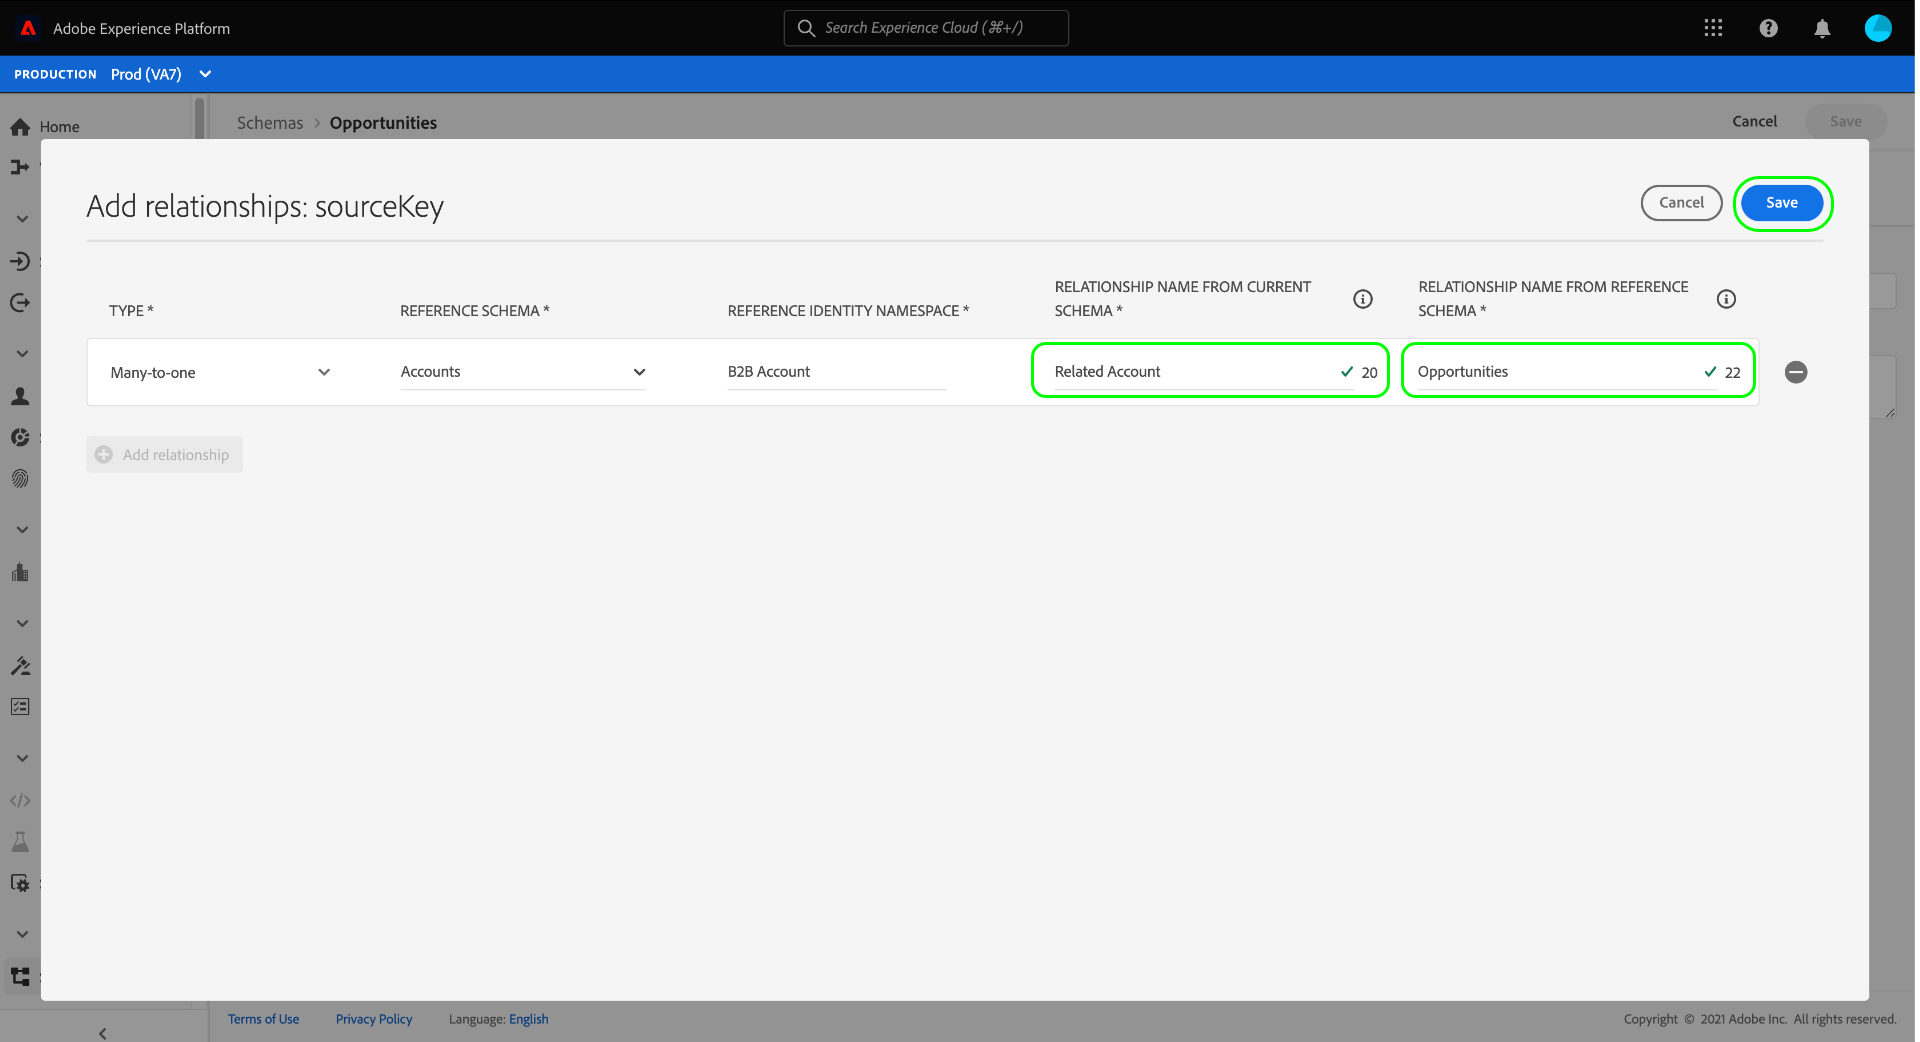 Adobe Experience Platform
Search Experience Cloud (⌘+/)
PRODUCTION Prod (VA7)
Home
Schemas > Opportunities
Cancel
Save
Add relationships: sourceKey
Cancel
Save
TYPE *
REFERENCE SCHEMA *
REFERENCE IDENTITY NAMESPACE *
RELATIONSHIP NAME FROM CURRENT
SCHEMA *
RELATIONSHIP NAME FROM REFERENCE
SCHEMA *
Many-to-one
Accounts
B2B Account
Related Account
20
Opportunities
22
Add relationship
Terms of Use
Privacy Policy
Language: English
Copyright © 2021 Adobe Inc. All rights reserved.